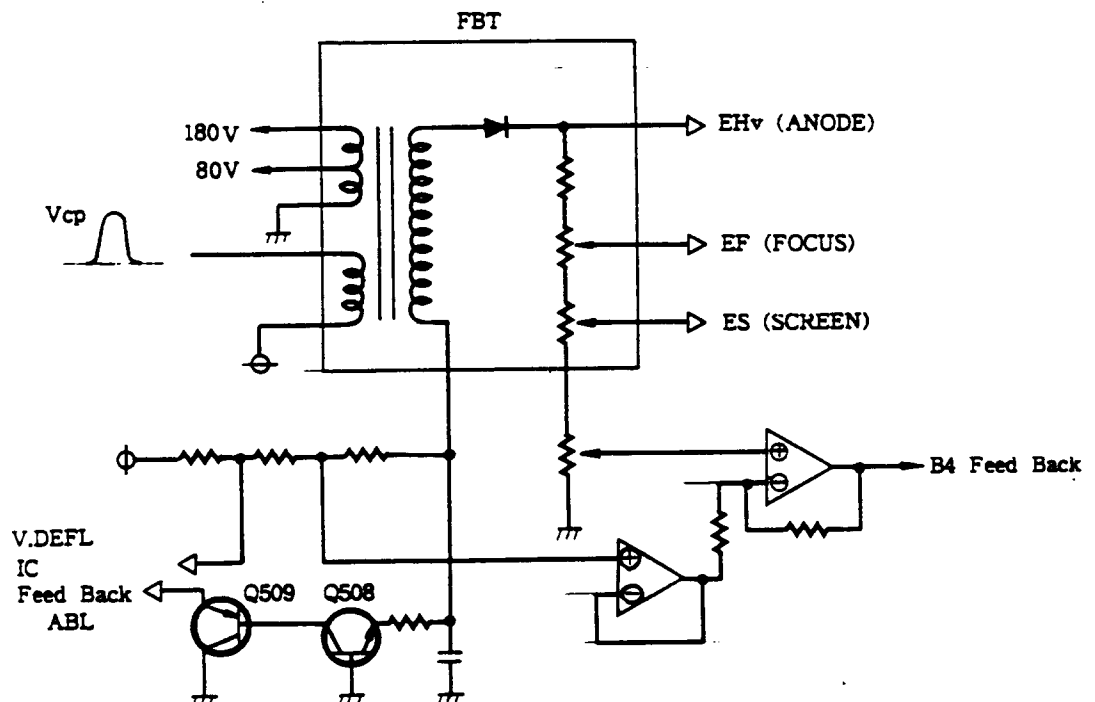 FBT
180V
80V
Vcp
EHv (ANODE)
EF (FOCUS)
ES (SCREEN)
B4 Feed Back
V.DEFL
IC
Feed Back
ABL
Q509
Q508